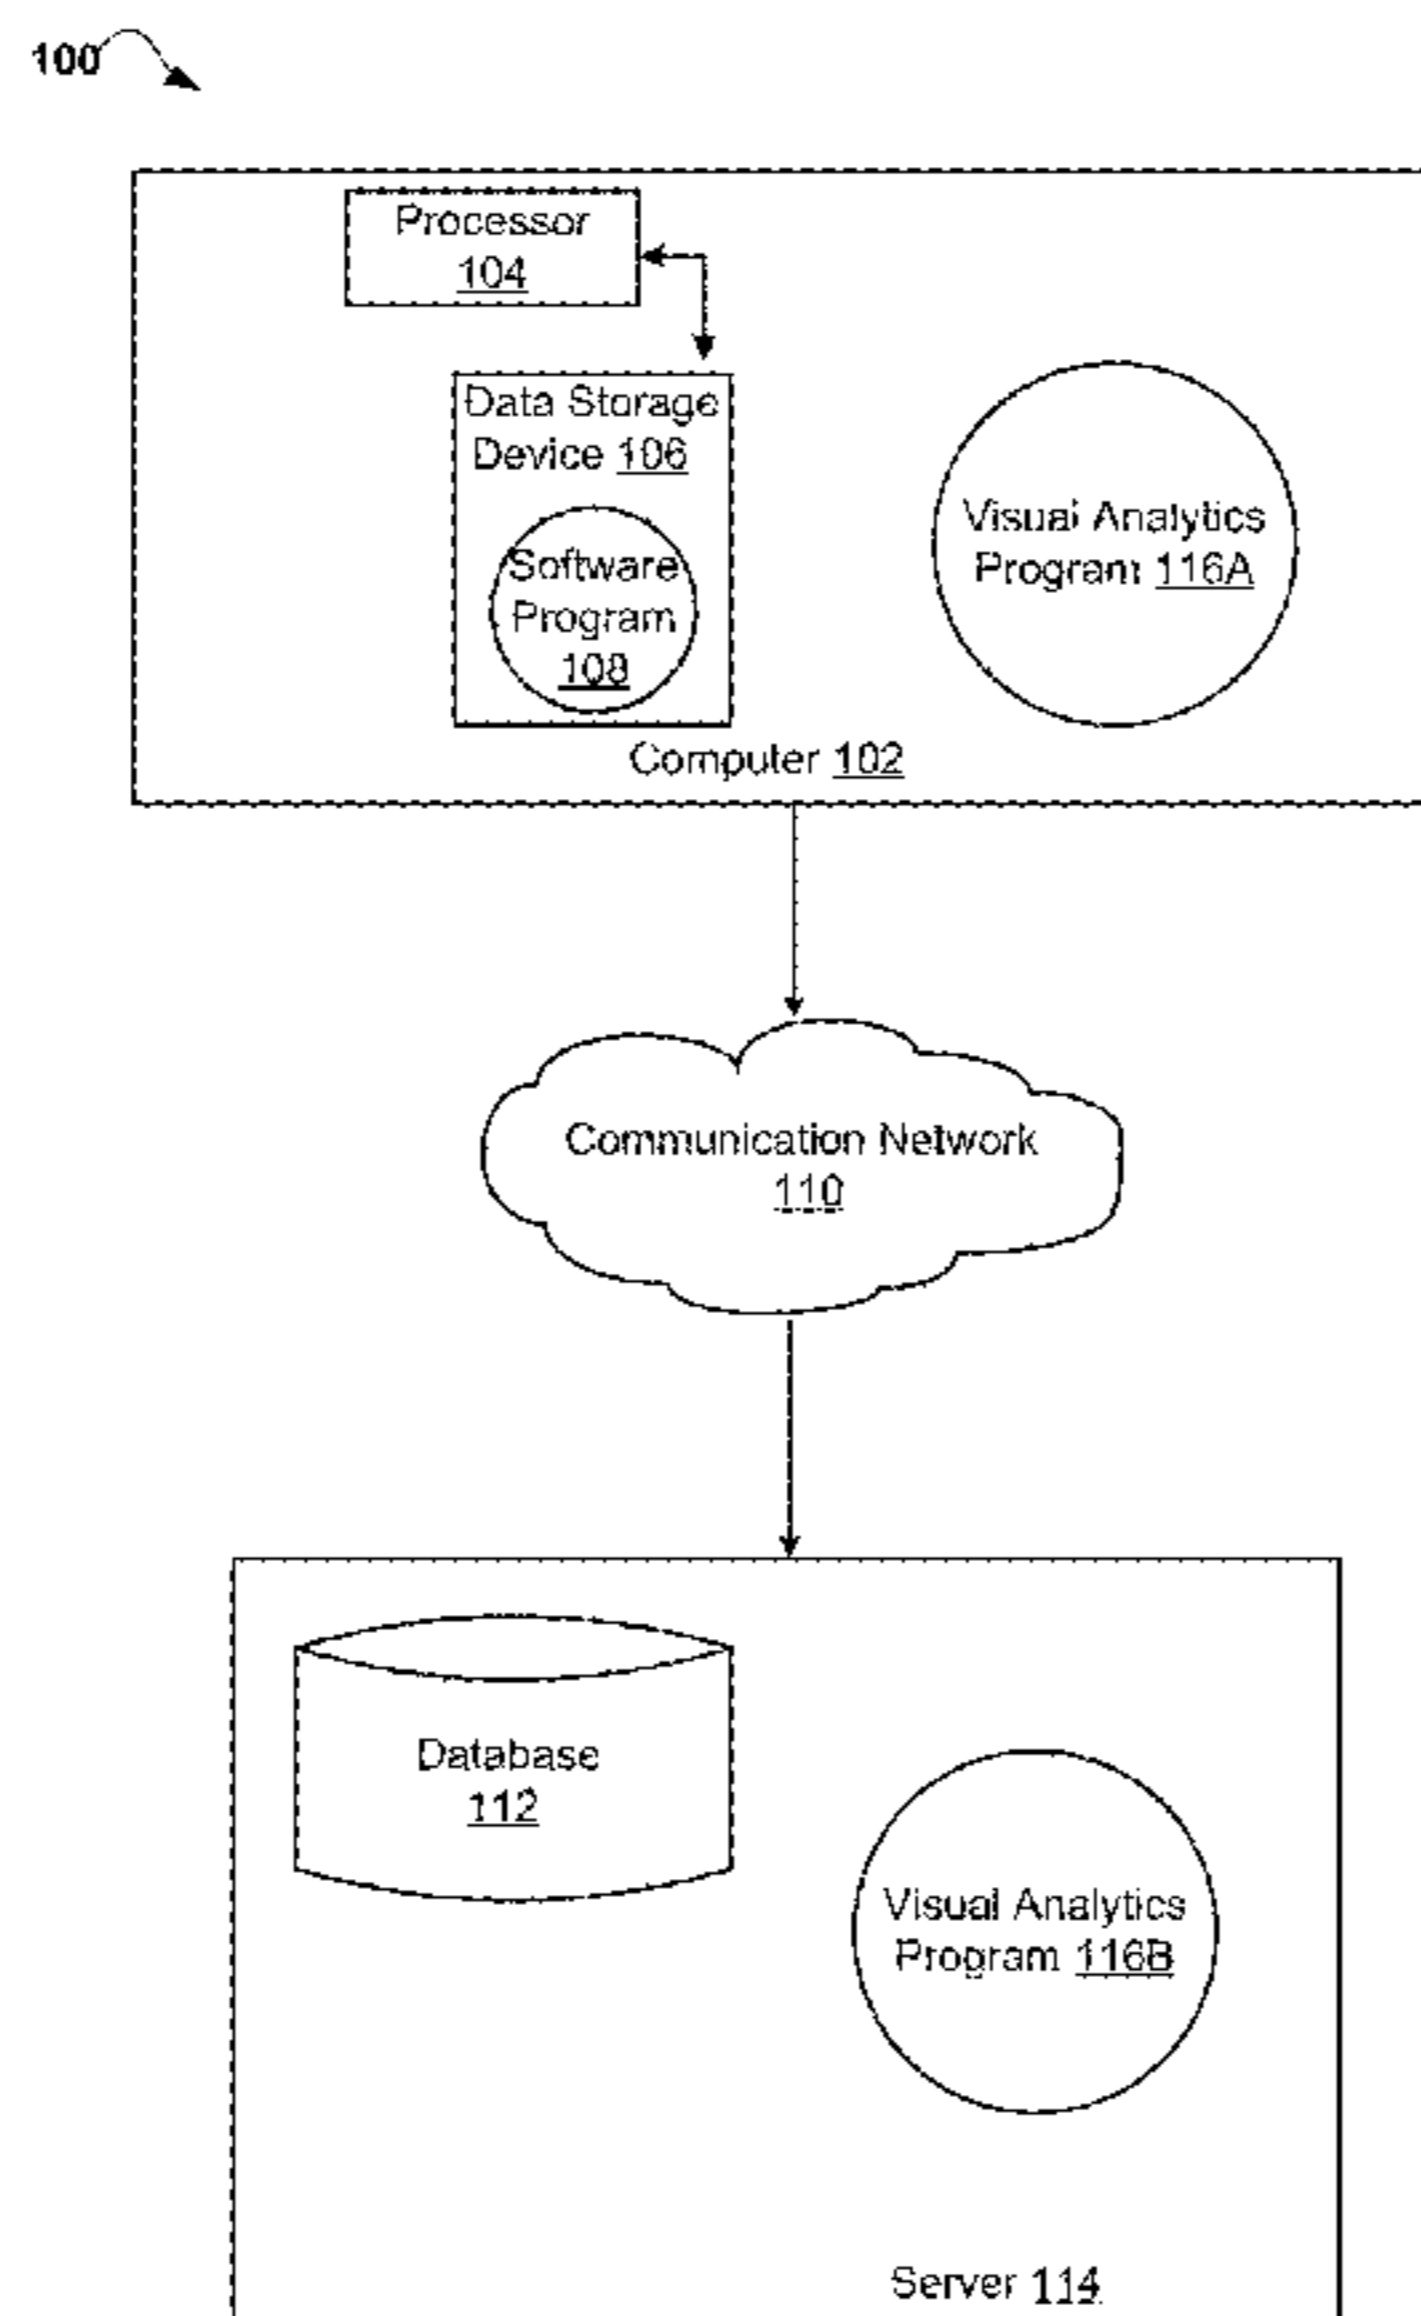 100
Processor
104
Data Storage
Device 106
Software
Program
108
Visual Analytics
Program 116A
Computer 102
Communication Network
110
Database
112
Visual Analytics
Program 116B
Server 114